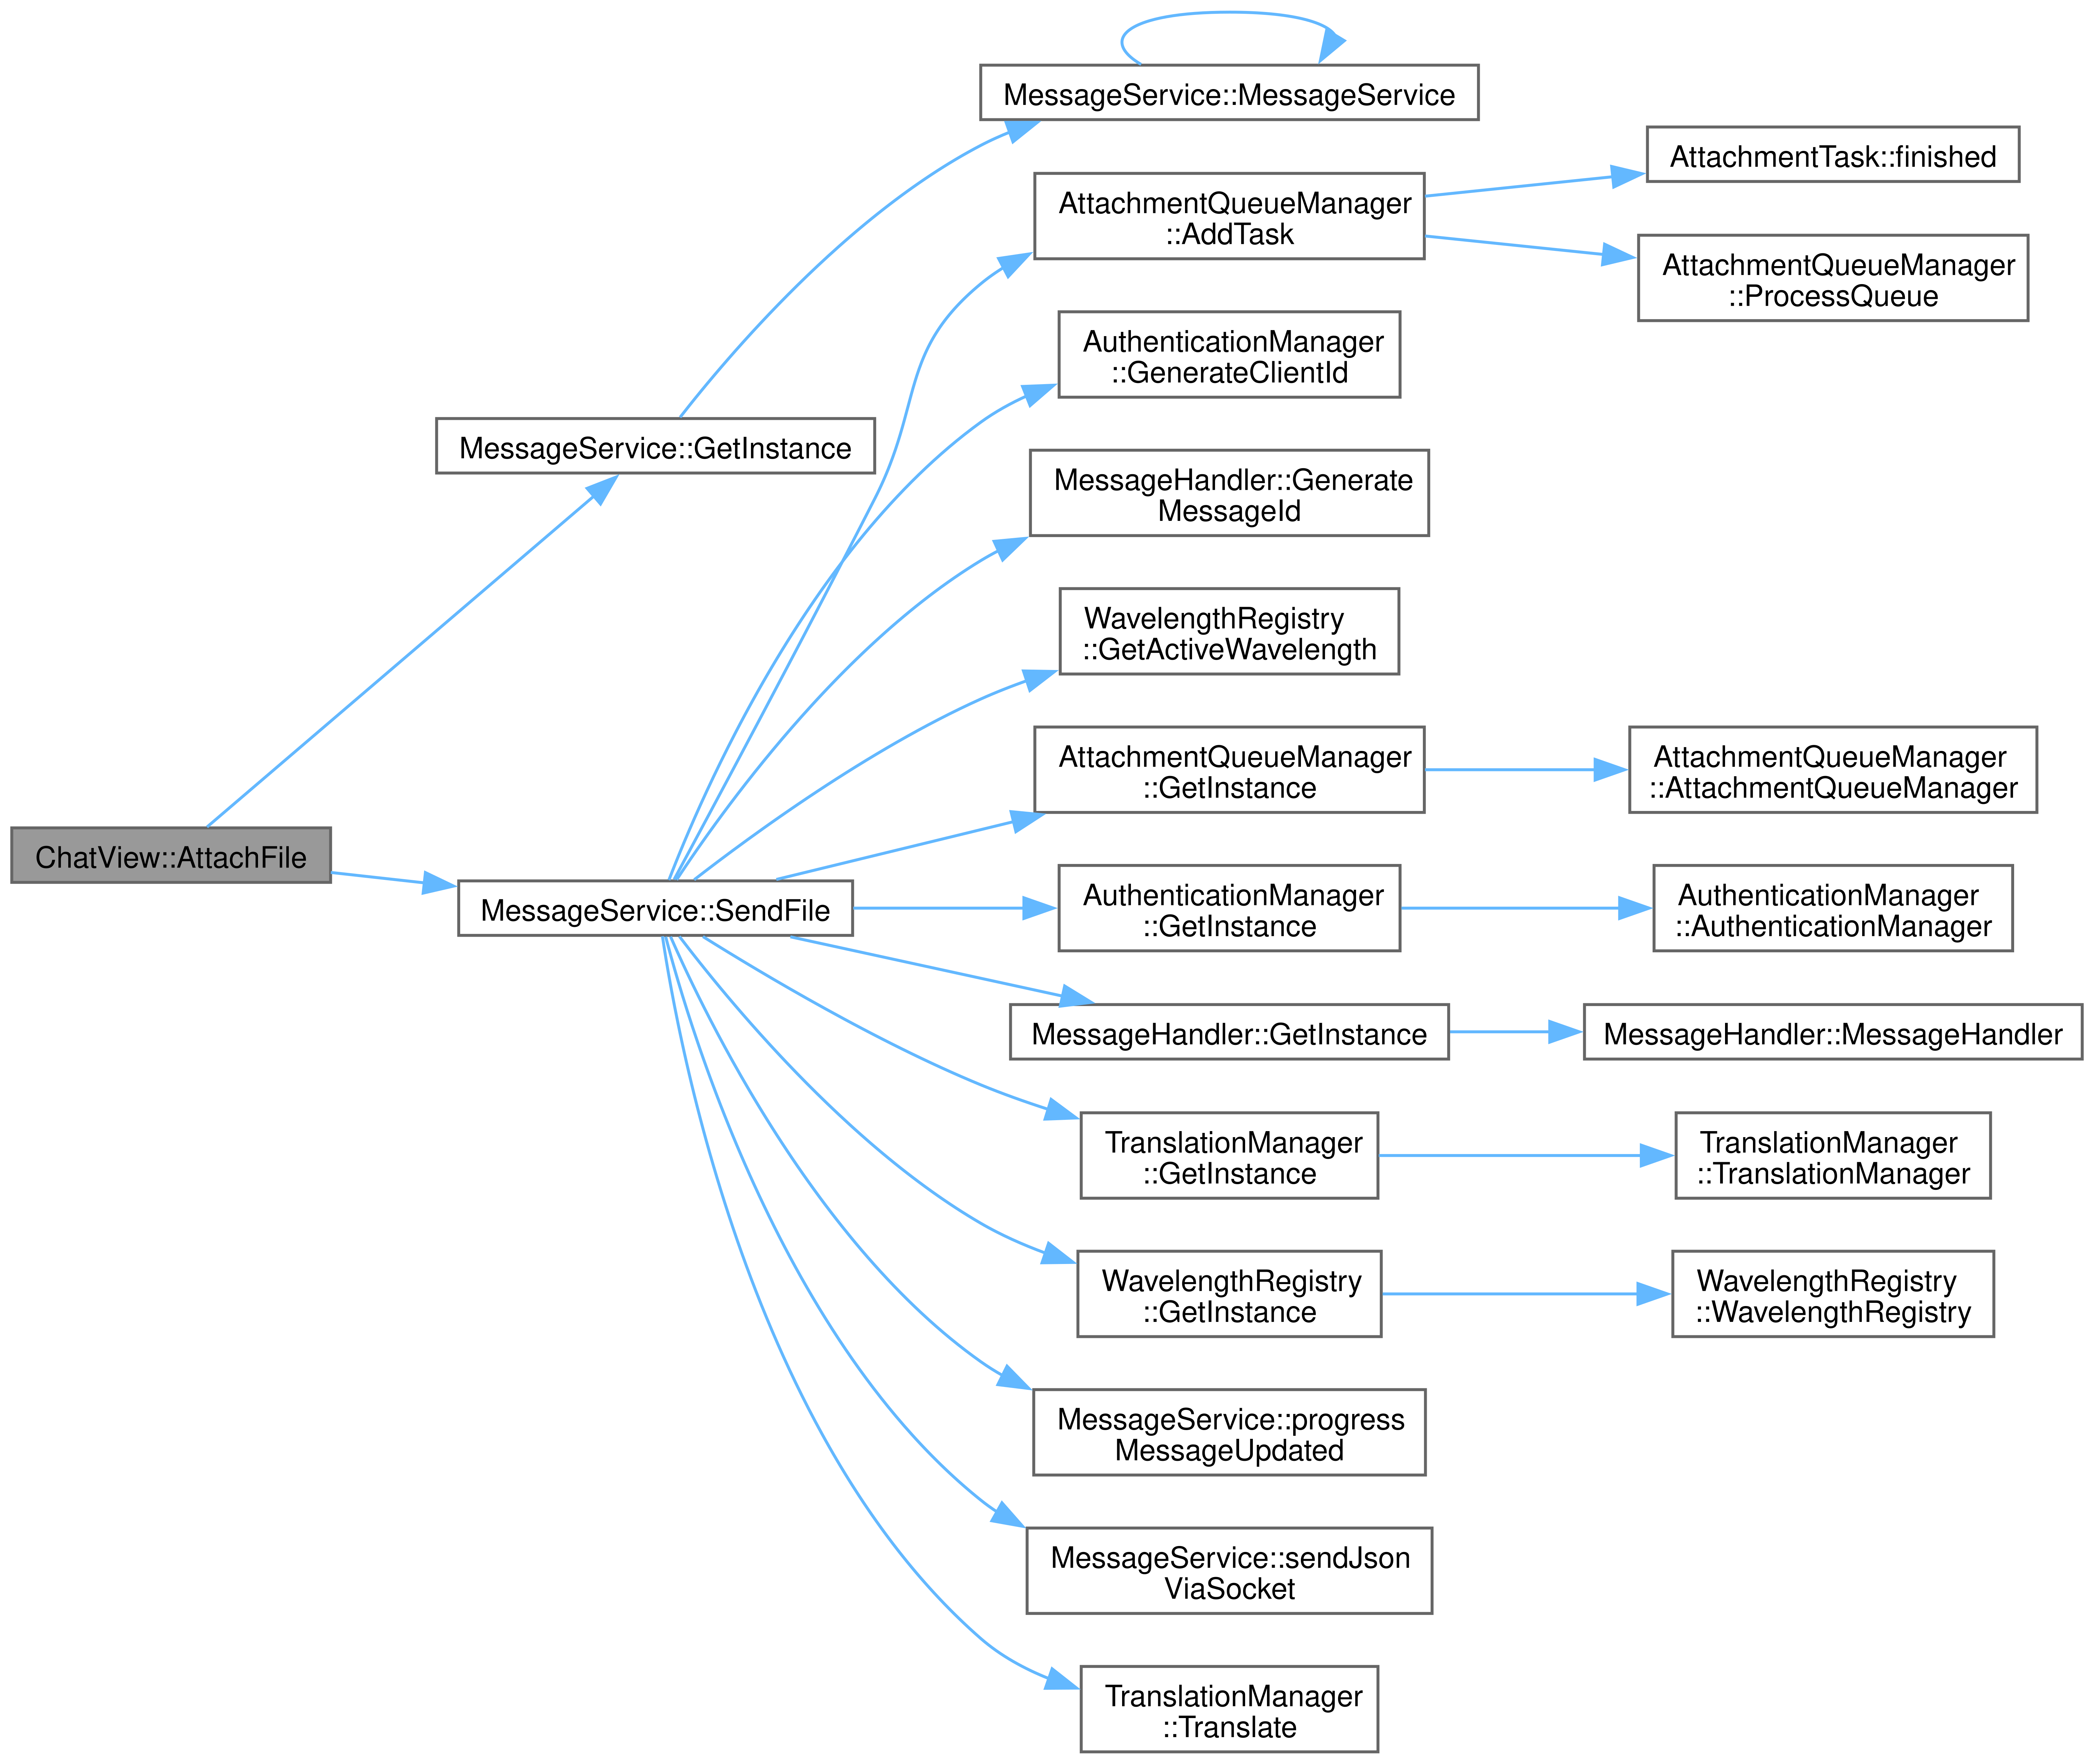 ChatView::AttachFile
MessageService::GetInstance
MessageService::SendFile
MessageService::MessageService
AttachmentQueueManager
::AddTask
AuthenticationManager
::GenerateClientId
MessageHandler::Generate
MessageId
WavelengthRegistry
::GetActiveWavelength
AttachmentQueueManager
::GetInstance
AuthenticationManager
::GetInstance
MessageHandler::GetInstance
TranslationManager
::GetInstance
WavelengthRegistry
::GetInstance
MessageService::progress
MessageUpdated
MessageService::sendJson
ViaSocket
TranslationManager
::Translate
AttachmentTask::finished
AttachmentQueueManager
::ProcessQueue
AttachmentQueueManager
::AttachmentQueueManager
AuthenticationManager
::AuthenticationManager
MessageHandler::MessageHandler
TranslationManager
::TranslationManager
WavelengthRegistry
::WavelengthRegistry